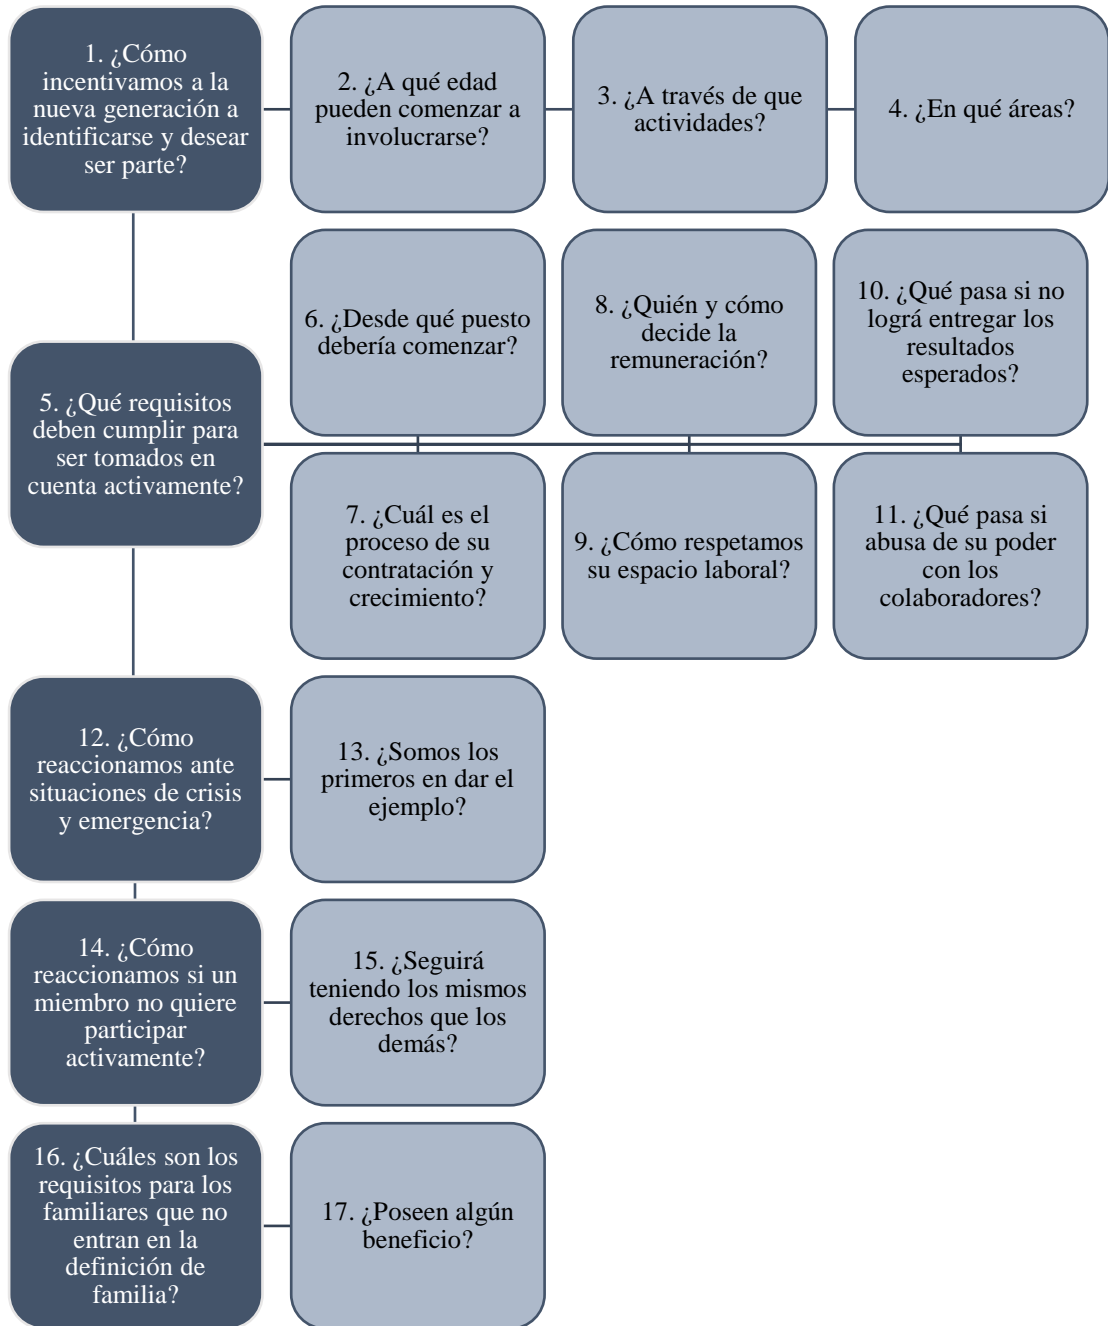 1. ¿Cómo
incentivamos a la
nueva generación a
identificarse y desear
ser parte?
2. ¿A qué edad
pueden comenzar a
involucrarse?
3. ¿A través de que
actividades?
4. ¿En qué áreas?
5. ¿Qué requisitos
deben cumplir para
ser tomados en
cuenta activamente?
6. ¿Desde qué puesto
debería comenzar?
7. ¿Cuál es el
proceso de su
contratación y
crecimiento?
8. ¿Quién y cómo
decide la
remuneración?
9. ¿Cómo respetamos
su espacio laboral?
10. ¿Qué pasa si no
lográ entregar los
resultados
esperados?
11. ¿Qué pasa si
abusa de su poder
con los
colaboradores?
12. ¿Cómo
reaccionamos ante
situaciones de crisis
y emergencia?
13. ¿Somos los
primeros en dar el
ejemplo?
14. ¿Cómo
reaccionamos si un
miembro no quiere
participar
activamente?
15. ¿Seguirá
teniendo los mismos
derechos que los
demás?
16. ¿Cuáles son los
requisitos para los
familiares que no
entran en la
definición de
familia?
17. ¿Poseen algún
beneficio?